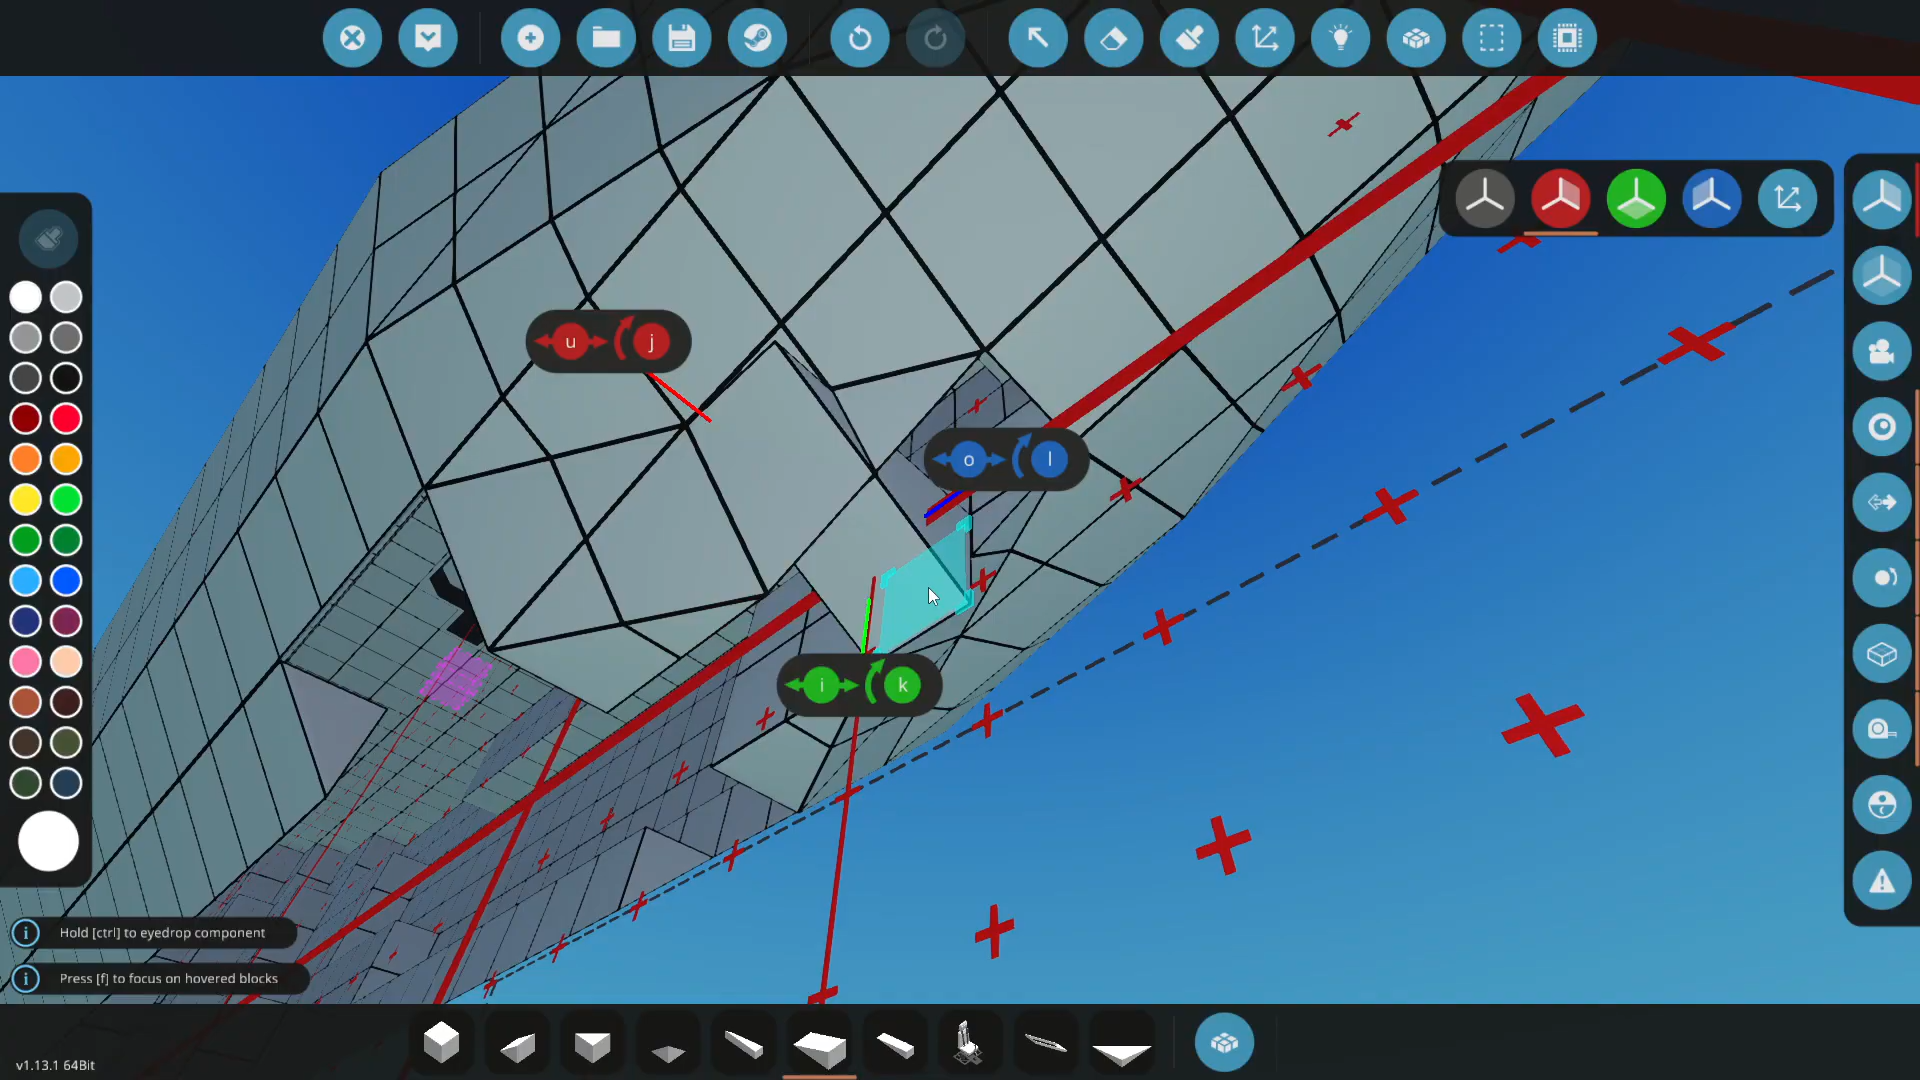 u
j
o
l
i
k
Hold [ctrl] to eyedrop component
Press [f] to focus on hovered blocks
v1.13.1 64Bit